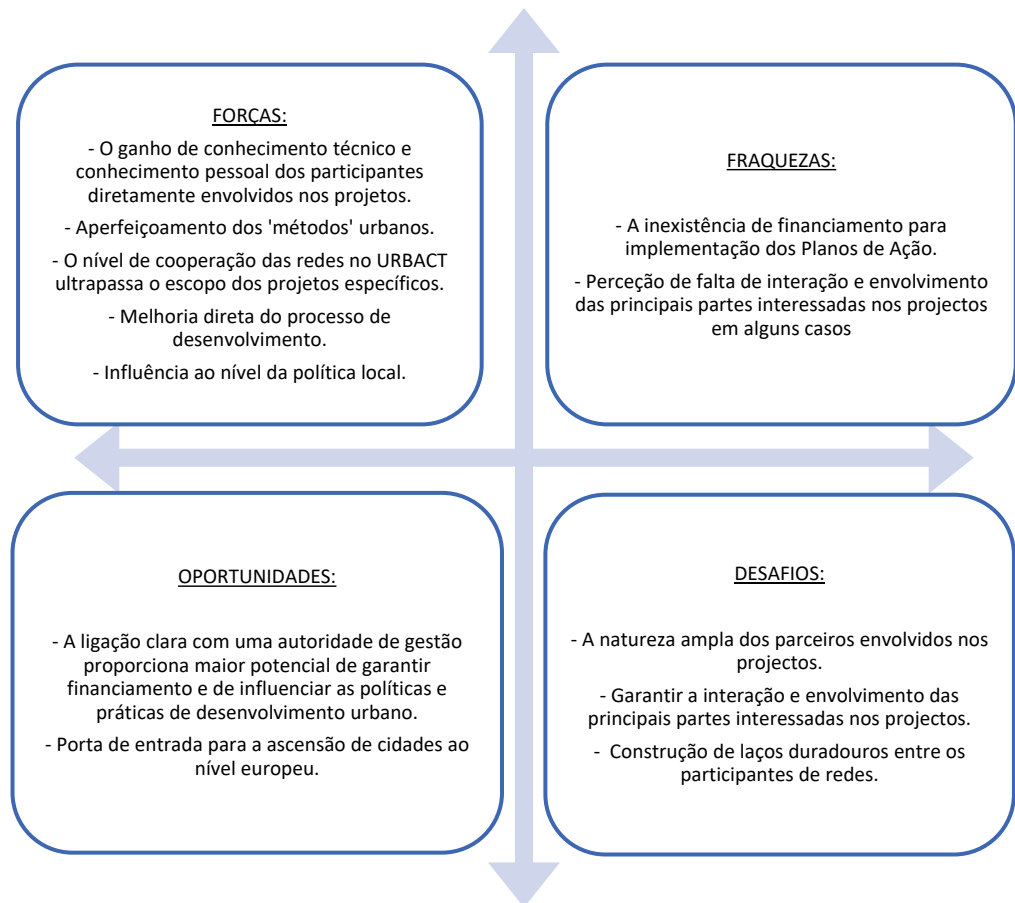 FORÇAS:
- O ganho de conhecimento técnico e
conhecimento pessoal dos participantes
diretamente envolvidos nos projetos.
- Aperfeiçoamento dos 'métodos' urbanos.
- O nível de cooperação das redes no URBACT
ultrapassa o escopo dos projetos específicos.
- Melhoria direta do processo de
desenvolvimento.
- Influência ao nível da política local.
FRAQUEZAS:
- A inexistência de financiamento para
implementação dos Planos de Ação.
- Perceção de falta de interação e envolvimento
das principais partes interessadas nos projectos
em alguns casos
OPORTUNIDADES:
- A ligação clara com uma autoridade de gestão
proporciona maior potencial de garantir
financiamento e de influenciar as políticas e
práticas de desenvolvimento urbano.
- Porta de entrada para a ascensão de cidades ao
nível europeu.
DESAFIOS:
- A natureza ampla dos parceiros envolvidos nos
projectos.
- Garantir a interação e envolvimento das
principais partes interessadas nos projectos.
- Construção de laços duradouros entre os
participantes de redes.